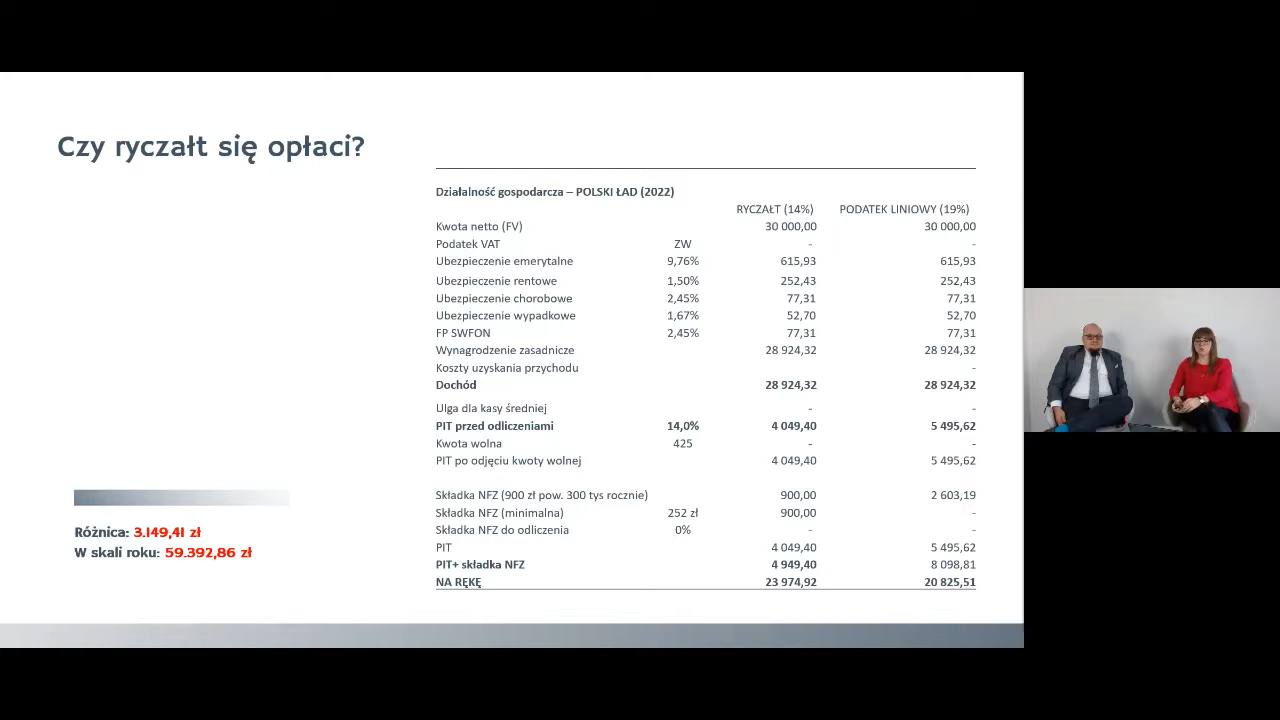 Czy ryczałt się opłaci?
Działalność gospodarcza – POLSKI ŁAD (2022)
RYCZAŁT (14%) PODATEK LINIOWY (19%)
Kwota netto (FV) 30 000,00 30 000,00
Podatek VAT ZW - -
Ubezpieczenie emerytalne 9,76% 615,93 615,93
Ubezpieczenie rentowe 1,50% 252,43 252,43
Ubezpieczenie chorobowe 2,45% 77,31 77,31
Ubezpieczenie wypadkowe 1,67% 52,70 52,70
FP SWFON 2,45% 77,31 77,31
Wynagrodzenie zasadnicze 28 924,32 28 924,32
Koszty uzyskania przychodu -
Dochód 28 924,32 28 924,32
Ulga dla kasy średniej - -
PIT przed odliczeniami 14,0% 4 049,40 5 495,62
Kwota wolna 425 - -
PIT po odjęciu kwoty wolnej 4 049,40 5 495,62
Składka NFZ (900 zł pow. 300 tys rocznie) 900,00 2 603,19
Składka NFZ (minimalna) 252 zł 900,00 -
Składka NFZ do odliczenia 0% - -
PIT 4 049,40 5 495,62
PIT+ składka NFZ 4 949,40 8 098,81
NA RĘKĘ 23 974,92 20 825,51
Różnica: 3.149,41 zł
W skali roku: 59.392,86 zł